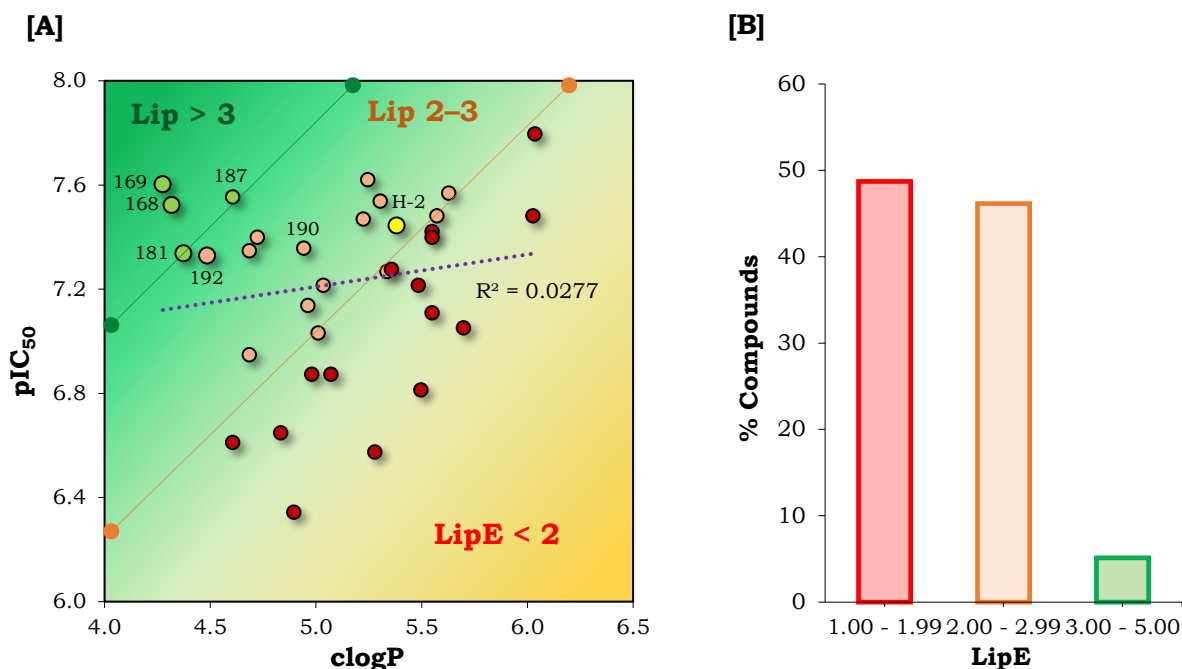 [A]
pIC50
8.0
7.6
7.2
6.8
6.4
6.0
Lip > 3
Lip 2–3
169
168
187
181
192
190
H-2
R² = 0.0277
LipE < 2
4.0 4.5 5.0 5.5 6.0 6.5
clogP
[B]
% Compounds
60
50
40
30
20
10
0
1.00 - 1.99 2.00 - 2.99 3.00 - 5.00
LipE